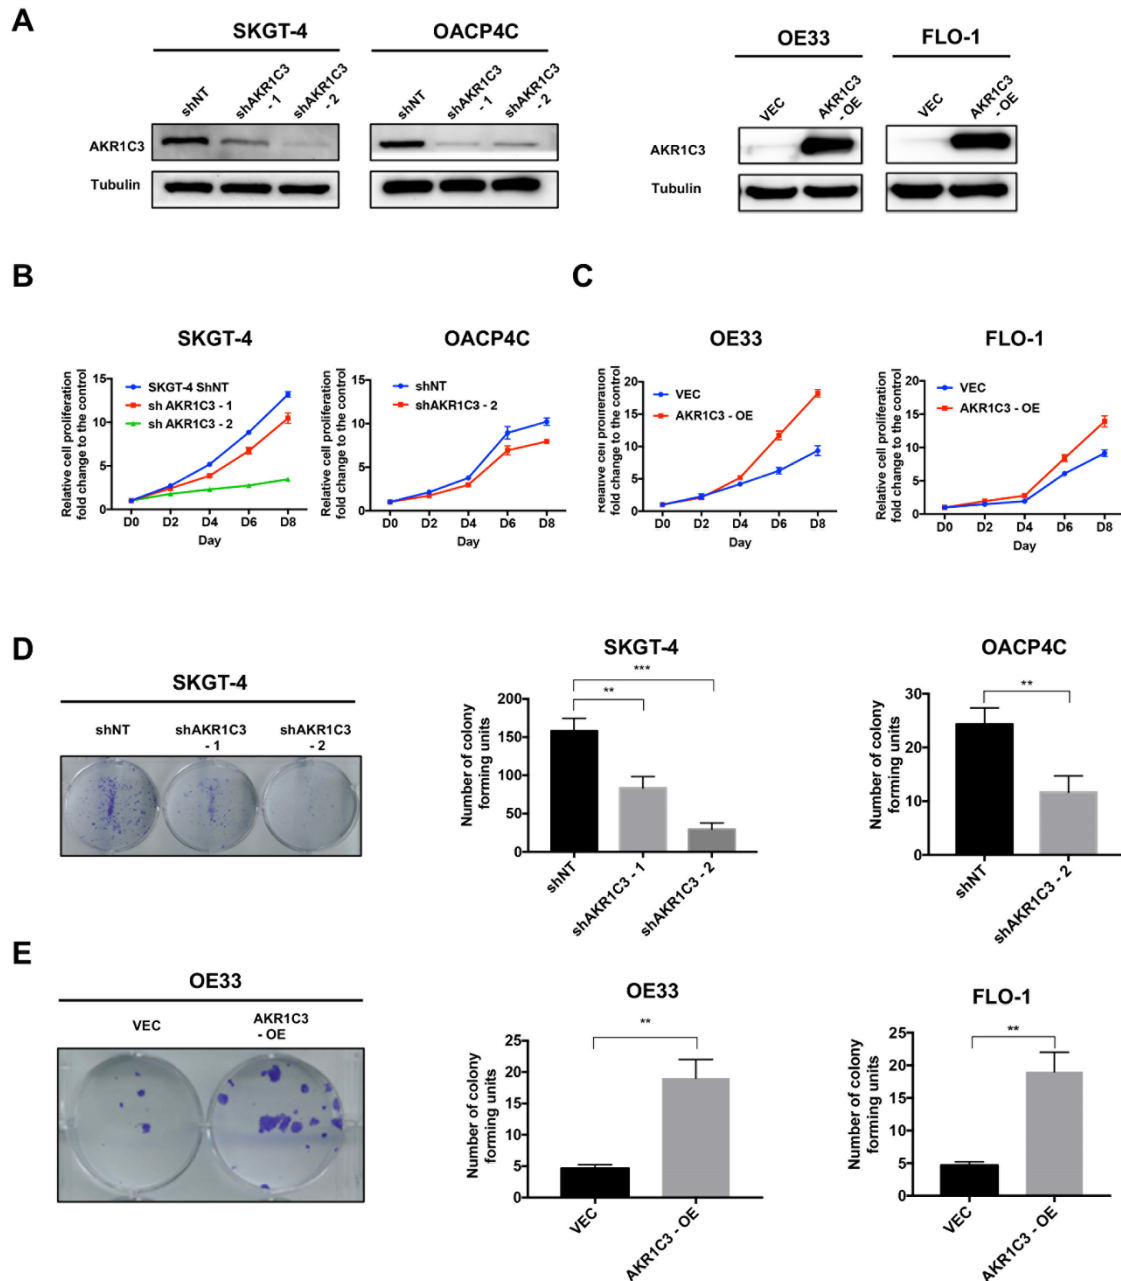 A
SKGT-4
OACP4C
OE33
FLO-1
shNT
shAKR1C3
- 1
shAKR1C3
- 2
shNT
shAKR1C3
- 1
shAKR1C3
- 2
VEC
AKR1C3
- OE
VEC
AKR1C3
- OE
AKR1C3
Tubulin
AKR1C3
Tubulin
B
SKGT-4
Relative cell proliferation
fold change to the control
15
10
5
0
SKGT-4 ShNT
sh AKR1C3 - 1
sh AKR1C3 - 2
D0 D2 D4 D6 D8
Day
OACP4C
Relative cell proliferation
fold change to the control
15
10
5
0
shNT
shAKR1C3 - 2
D0 D2 D4 D6 D8
Day
C
OE33
Relative cell proliferation
fold change to the control
20
15
10
5
0
VEC
AKR1C3 - OE
D0 D2 D4 D6 D8
Day
FLO-1
Relative cell proliferation
fold change to the control
20
15
10
5
0
VEC
AKR1C3 - OE
D0 D2 D4 D6 D8
Day
D
SKGT-4
shNT
shAKR1C3
- 1
shAKR1C3
- 2
SKGT-4
Number of colony
forming units
200
150
100
50
0
**
***
shNT
shAKR1C3 - 1
shAKR1C3 - 2
OACP4C
Number of colony
forming units
30
20
10
0
**
shNT
shAKR1C3 - 2
E
OE33
VEC
AKR1C3
- OE
OE33
Number of colony
forming units
25
20
15
10
5
0
**
VEC
AKR1C3 - OE
FLO-1
Number of colony
forming units
25
20
15
10
5
0
**
VEC
AKR1C3 - OE